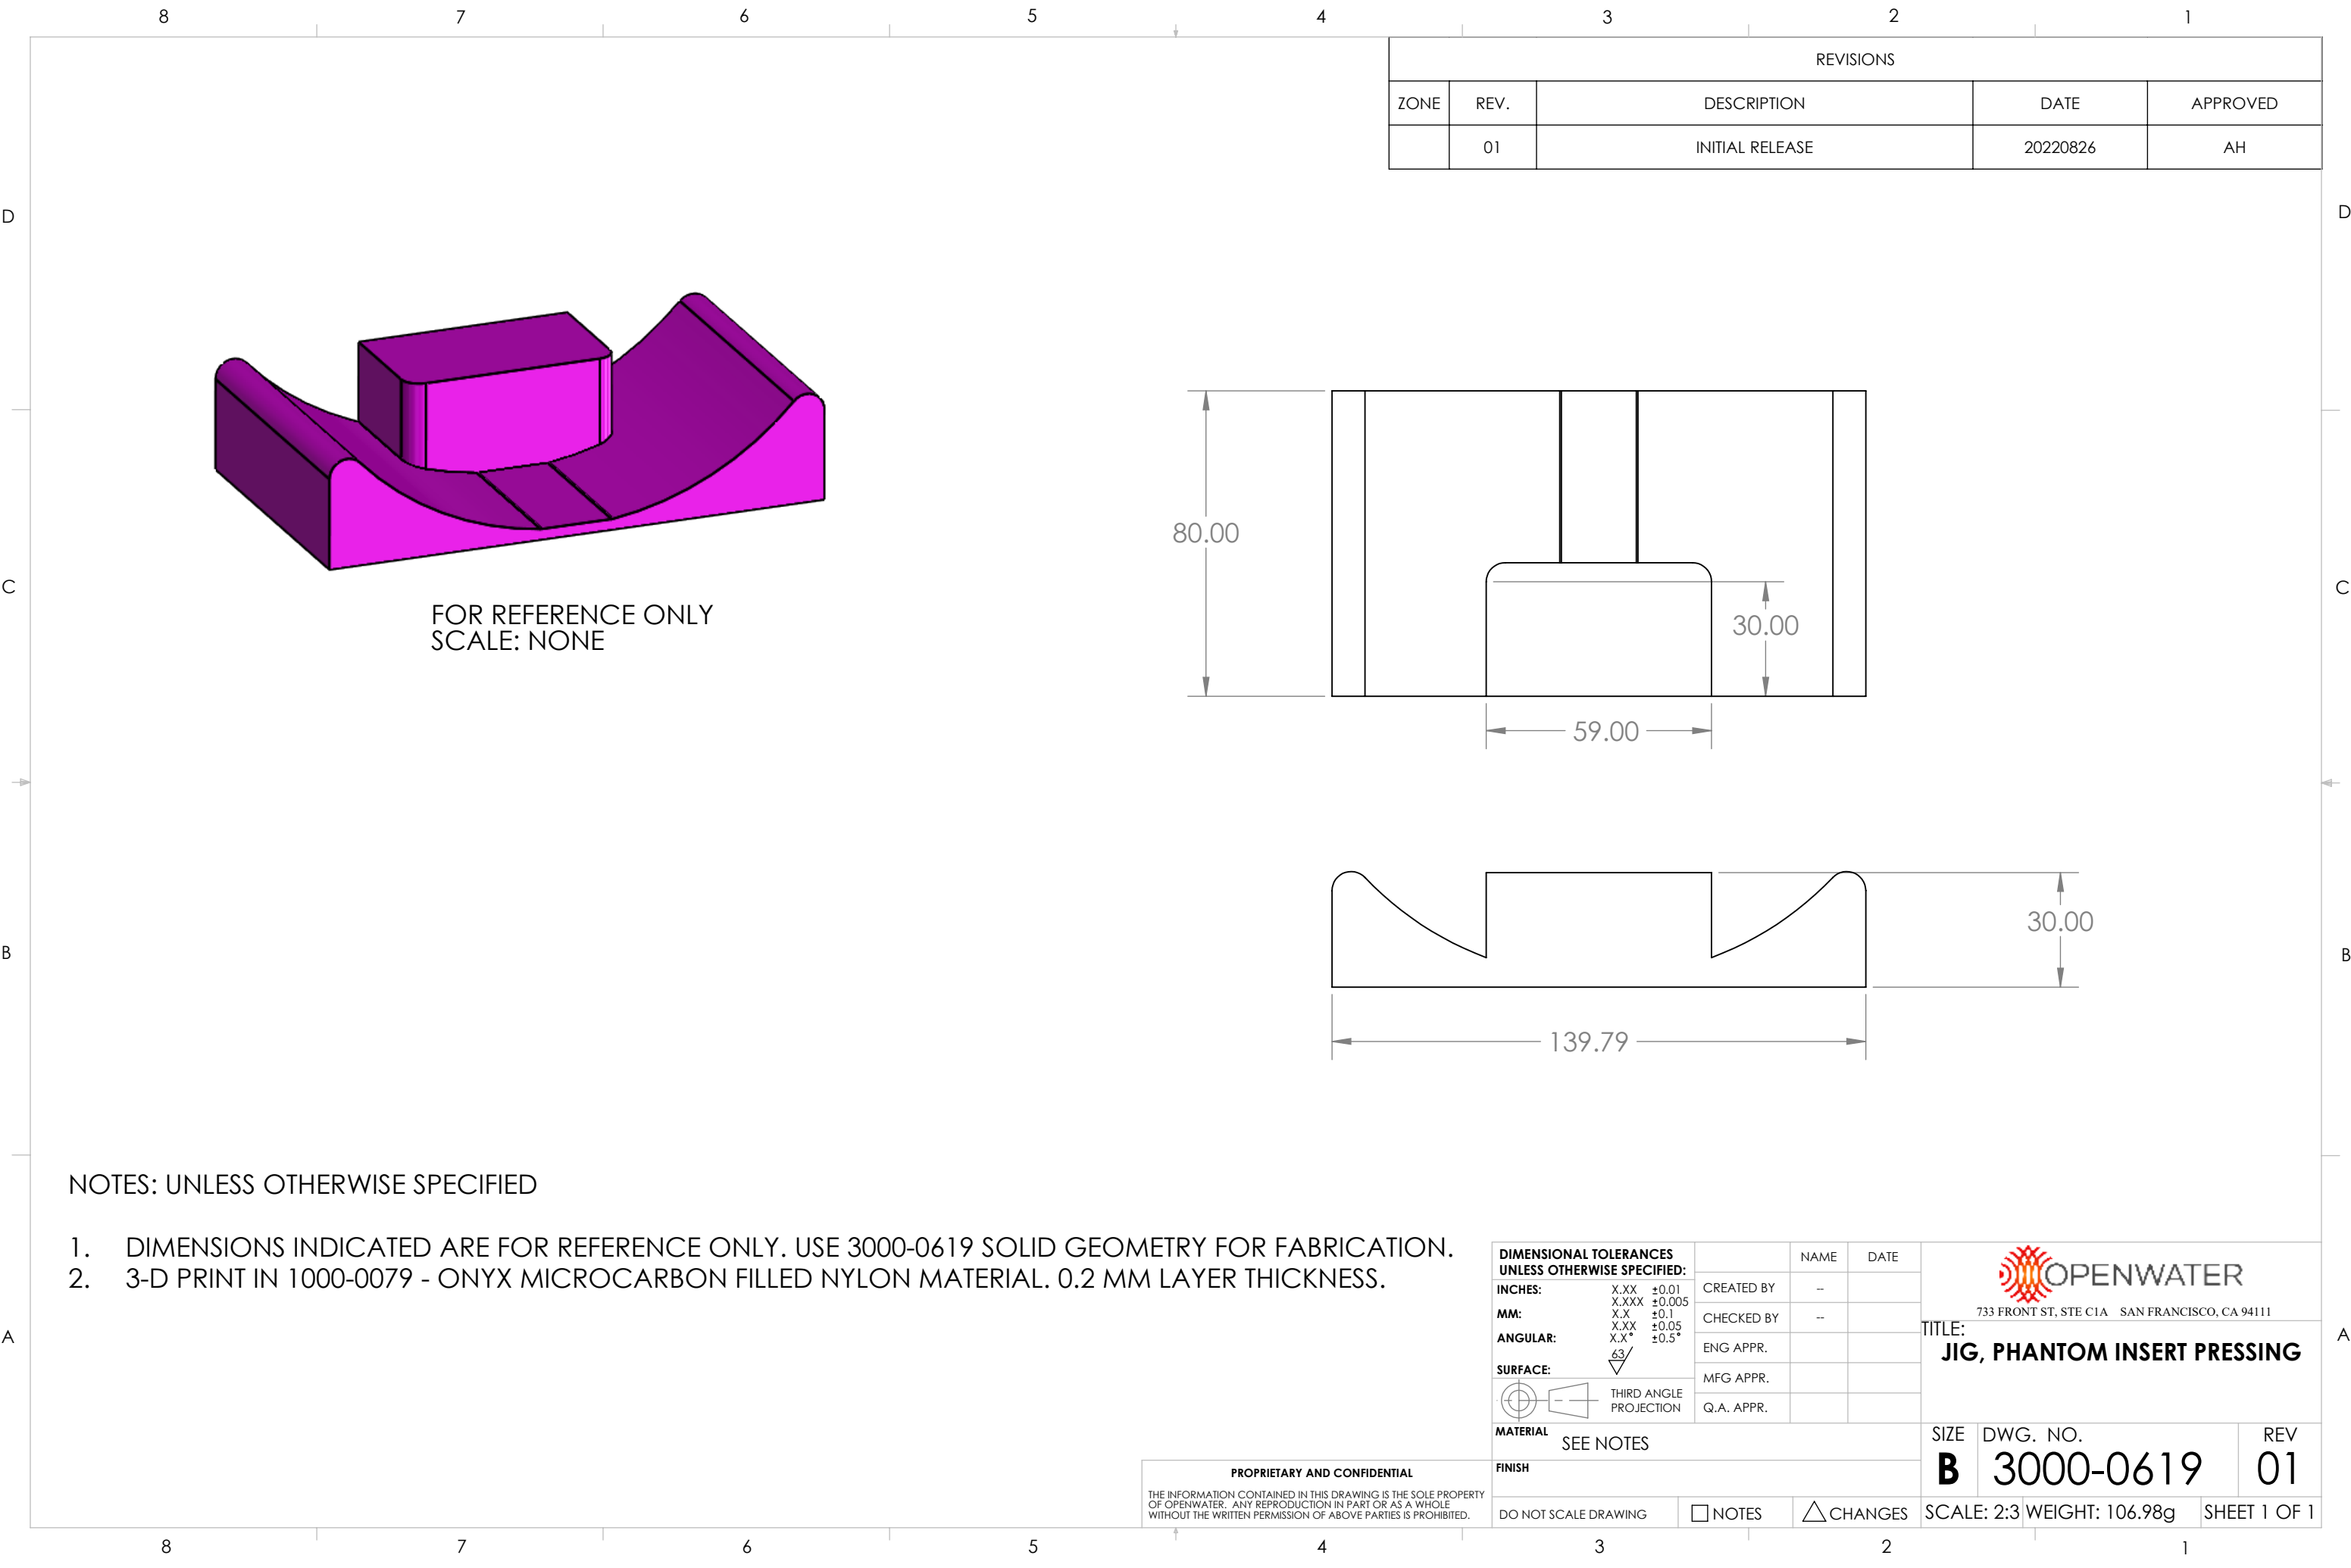 8 7 6 5 4 3 2 1
REVISIONS
ZONE REV. DESCRIPTION DATE APPROVED
01 INITIAL RELEASE 20220826 AH
D D
C C
B B
A A
FOR REFERENCE ONLY
SCALE: NONE
80.00
30.00
59.00
30.00
139.79
NOTES: UNLESS OTHERWISE SPECIFIED
1. DIMENSIONS INDICATED ARE FOR REFERENCE ONLY. USE 3000-0619 SOLID GEOMETRY FOR FABRICATION.
2. 3-D PRINT IN 1000-0079 - ONYX MICROCARBON FILLED NYLON MATERIAL. 0.2 MM LAYER THICKNESS.
PROPRIETARY AND CONFIDENTIAL
THE INFORMATION CONTAINED IN THIS DRAWING IS THE SOLE PROPERTY
OF OPENWATER. ANY REPRODUCTION IN PART OR AS A WHOLE
WITHOUT THE WRITTEN PERMISSION OF ABOVE PARTIES IS PROHIBITED.
DIMENSIONAL TOLERANCES
UNLESS OTHERWISE SPECIFIED:
INCHES: X.XX ±0.01
X.XXX ±0.005
MM: X.X ±0.1
X.XX ±0.05
ANGULAR: X.X° ±0.5°
63
SURFACE:
THIRD ANGLE
PROJECTION
NAME DATE
CREATED BY --
CHECKED BY --
ENG APPR.
MFG APPR.
Q.A. APPR.
MATERIAL
SEE NOTES
FINISH
DO NOT SCALE DRAWING NOTES CHANGES
OPENWATER
733 FRONT ST, STE C1A SAN FRANCISCO, CA 94111
TITLE:
JIG, PHANTOM INSERT PRESSING
SIZE DWG. NO. REV
B 3000-0619 01
SCALE: 2:3 WEIGHT: 106.98g SHEET 1 OF 1
8 7 6 5 4 3 2 1